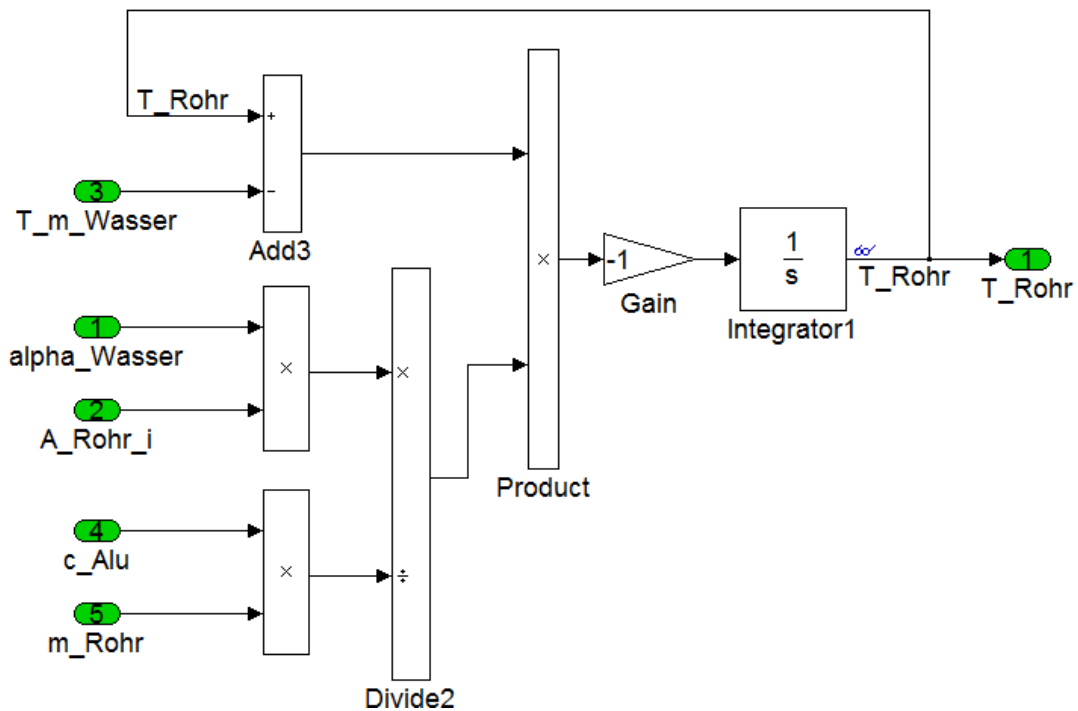 T_Rohr
+
3
−
T_m_Wasser
Add3
×
-1
1
s
T_Rohr
1
Gain
T_Rohr
Integrator1
1
alpha_Wasser
×
×
2
A_Rohr_i
Product
4
c_Alu
×
÷
5
m_Rohr
Divide2